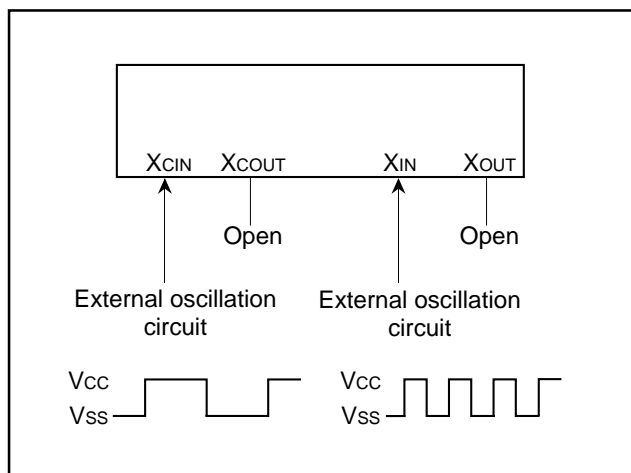 XCIN XCOUT XIN XOUT
Open Open
External oscillation circuit
External oscillation circuit
VCC VCC
VSS VSS